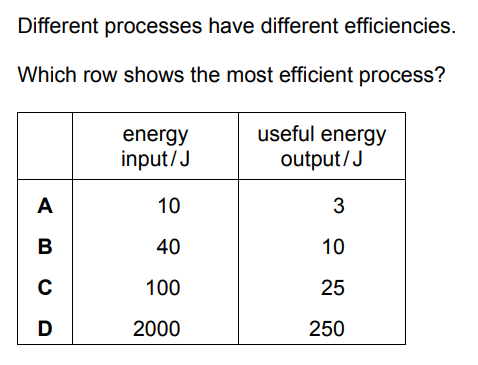 Different processes have different efficiencies.
Which row shows the most efficient process?
energy input / J useful energy output / J
A 10 3
B 40 10
C 100 25
D 2000 250